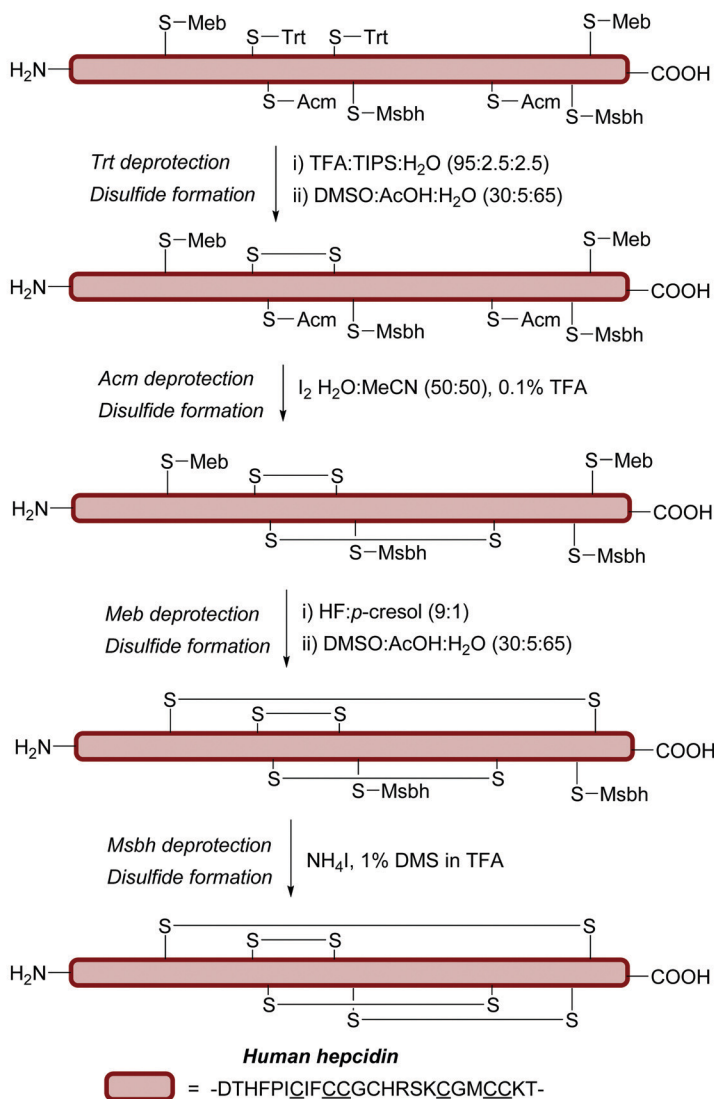 S–Meb S–Trt S–Trt S–Meb
H₂N COOH
S–Acm S–Msbh S–Acm S–Msbh
Trt deprotection i) TFA:TIPS:H₂O (95:2.5:2.5)
Disulfide formation ii) DMSO:AcOH:H₂O (30:5:65)
S–Meb S S S–Meb
H₂N COOH
S–Acm S–Msbh S–Acm S–Msbh
Acm deprotection I₂ H₂O:MeCN (50:50), 0.1% TFA
Disulfide formation
S–Meb S S S–Meb
H₂N COOH
S S–Msbh S S–Msbh
Meb deprotection i) HF:p-cresol (9:1)
Disulfide formation ii) DMSO:AcOH:H₂O (30:5:65)
S S
S S
H₂N COOH
S S–Msbh S S–Msbh
Msbh deprotection NH₄I, 1% DMS in TFA
Disulfide formation
S S
S S
H₂N COOH
S S
S S
Human hepcidin
= -DTHFPICIFCCGCHRSKCGMCCKT-